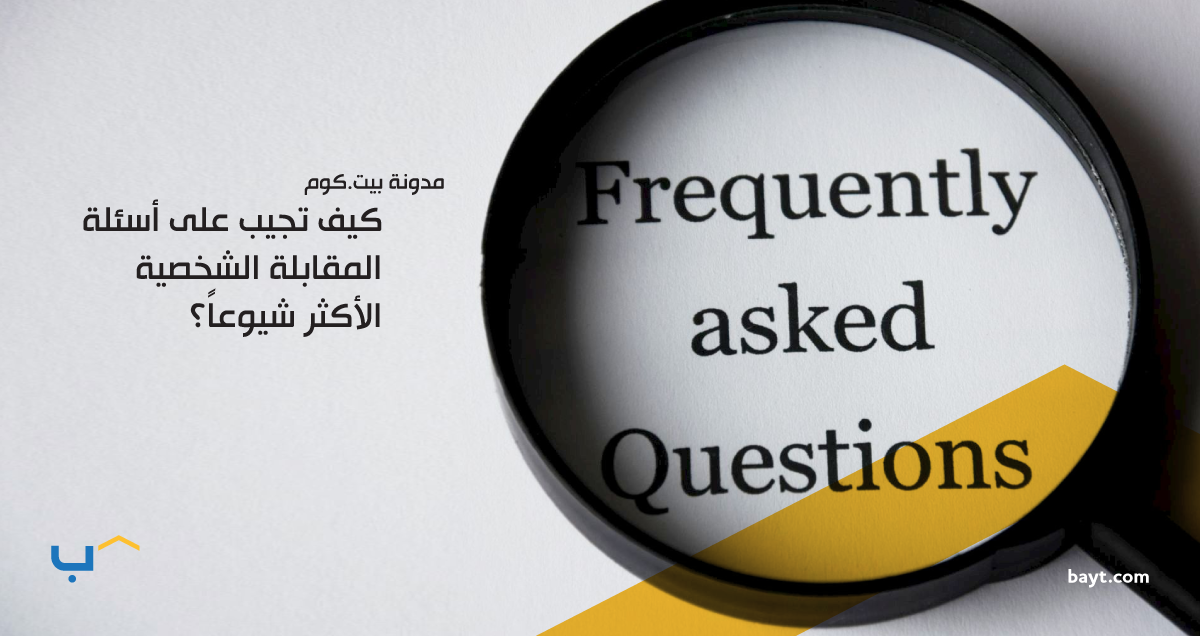 مدونة بيت.كوم
كيف تجيب على أسئلة
المقابلة الشخصية
الأكثر شيوعاً؟
Frequently
asked
Questions
ب
bayt.com